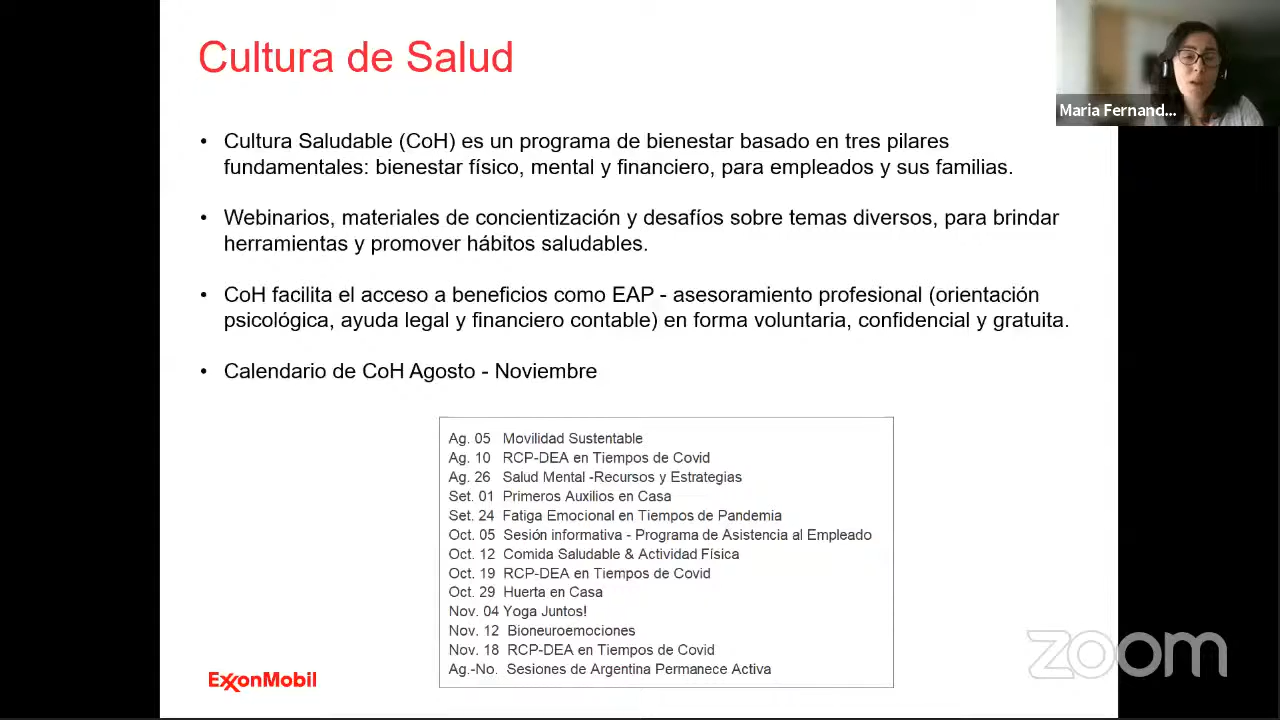 Cultura de Salud
Maria Fernand...
• Cultura Saludable (CoH) es un programa de bienestar basado en tres pilares
fundamentales: bienestar físico, mental y financiero, para empleados y sus familias.
• Webinarios, materiales de concientización y desafíos sobre temas diversos, para brindar
herramientas y promover hábitos saludables.
• CoH facilita el acceso a beneficios como EAP - asesoramiento profesional (orientación
psicológica, ayuda legal y financiero contable) en forma voluntaria, confidencial y gratuita.
• Calendario de CoH Agosto - Noviembre
Ag. 05 Movilidad Sustentable
Ag. 10 RCP-DEA en Tiempos de Covid
Ag. 26 Salud Mental -Recursos y Estrategias
Set. 01 Primeros Auxilios en Casa
Set. 24 Fatiga Emocional en Tiempos de Pandemia
Oct. 05 Sesión informativa - Programa de Asistencia al Empleado
Oct. 12 Comida Saludable & Actividad Física
Oct. 19 RCP-DEA en Tiempos de Covid
Oct. 29 Huerta en Casa
Nov. 04 Yoga Juntos!
Nov. 12 Bioneuroemociones
Nov. 18 RCP-DEA en Tiempos de Covid
Ag.-No. Sesiones de Argentina Permanece Activa
ExxonMobil
zoom